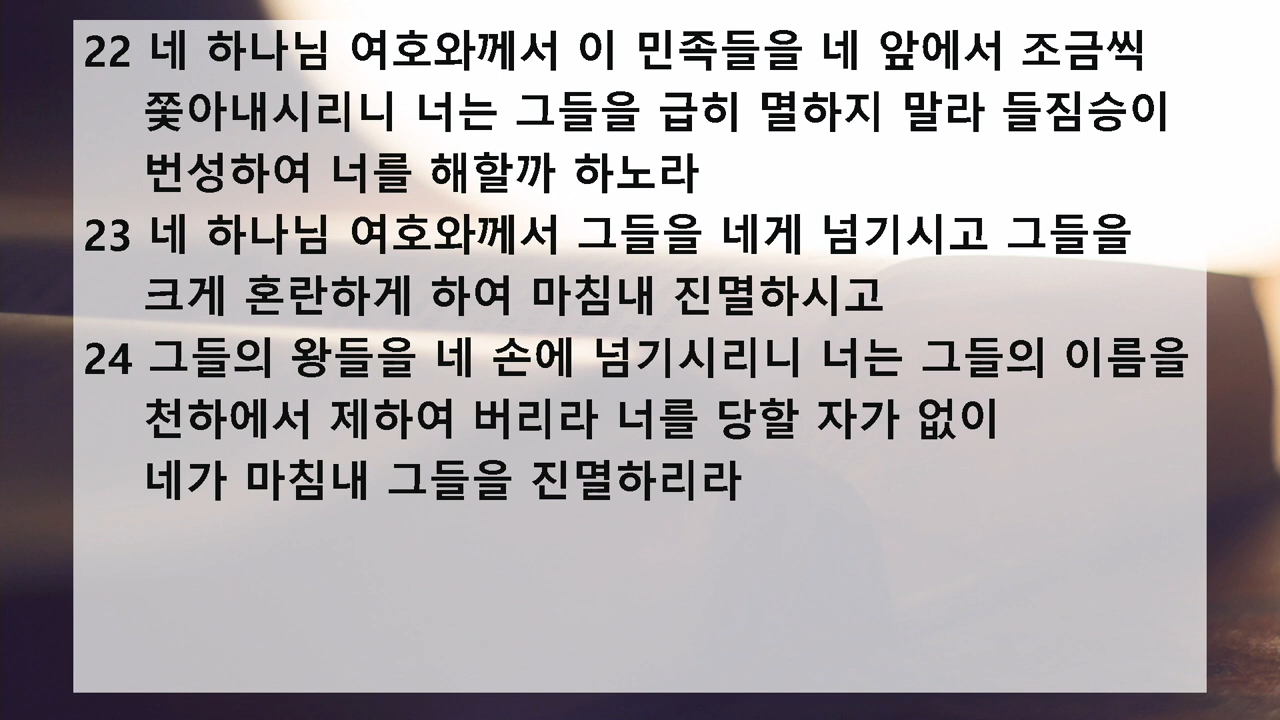 22 네 하나님 여호와께서 이 민족들을 네 앞에서 조금씩
쫓아내시리니 너는 그들을 급히 멸하지 말라 들짐승이
번성하여 너를 해할까 하노라
23 네 하나님 여호와께서 그들을 네게 넘기시고 그들을
크게 혼란하게 하여 마침내 진멸하시고
24 그들의 왕들을 네 손에 넘기시리니 너는 그들의 이름을
천하에서 제하여 버리라 너를 당할 자가 없이
네가 마침내 그들을 진멸하리라